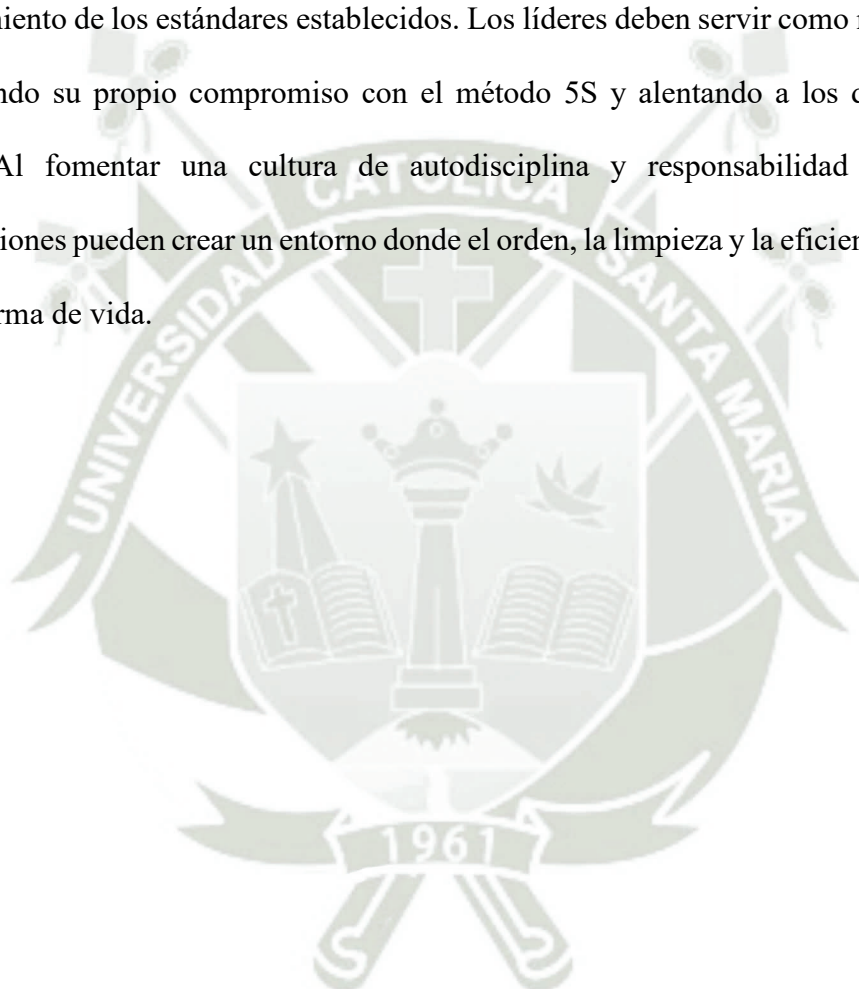 miento de los estándares establecidos. Los líderes deben servir como
ndo su propio compromiso con el método 5S y alentando a los
Al fomentar una cultura de autodisciplina y responsabilidad
iones pueden crear un entorno donde el orden, la limpieza y la eficien
rma de vida.
UNIVERSIDAD CATOLICA SANTA MARIA
1961